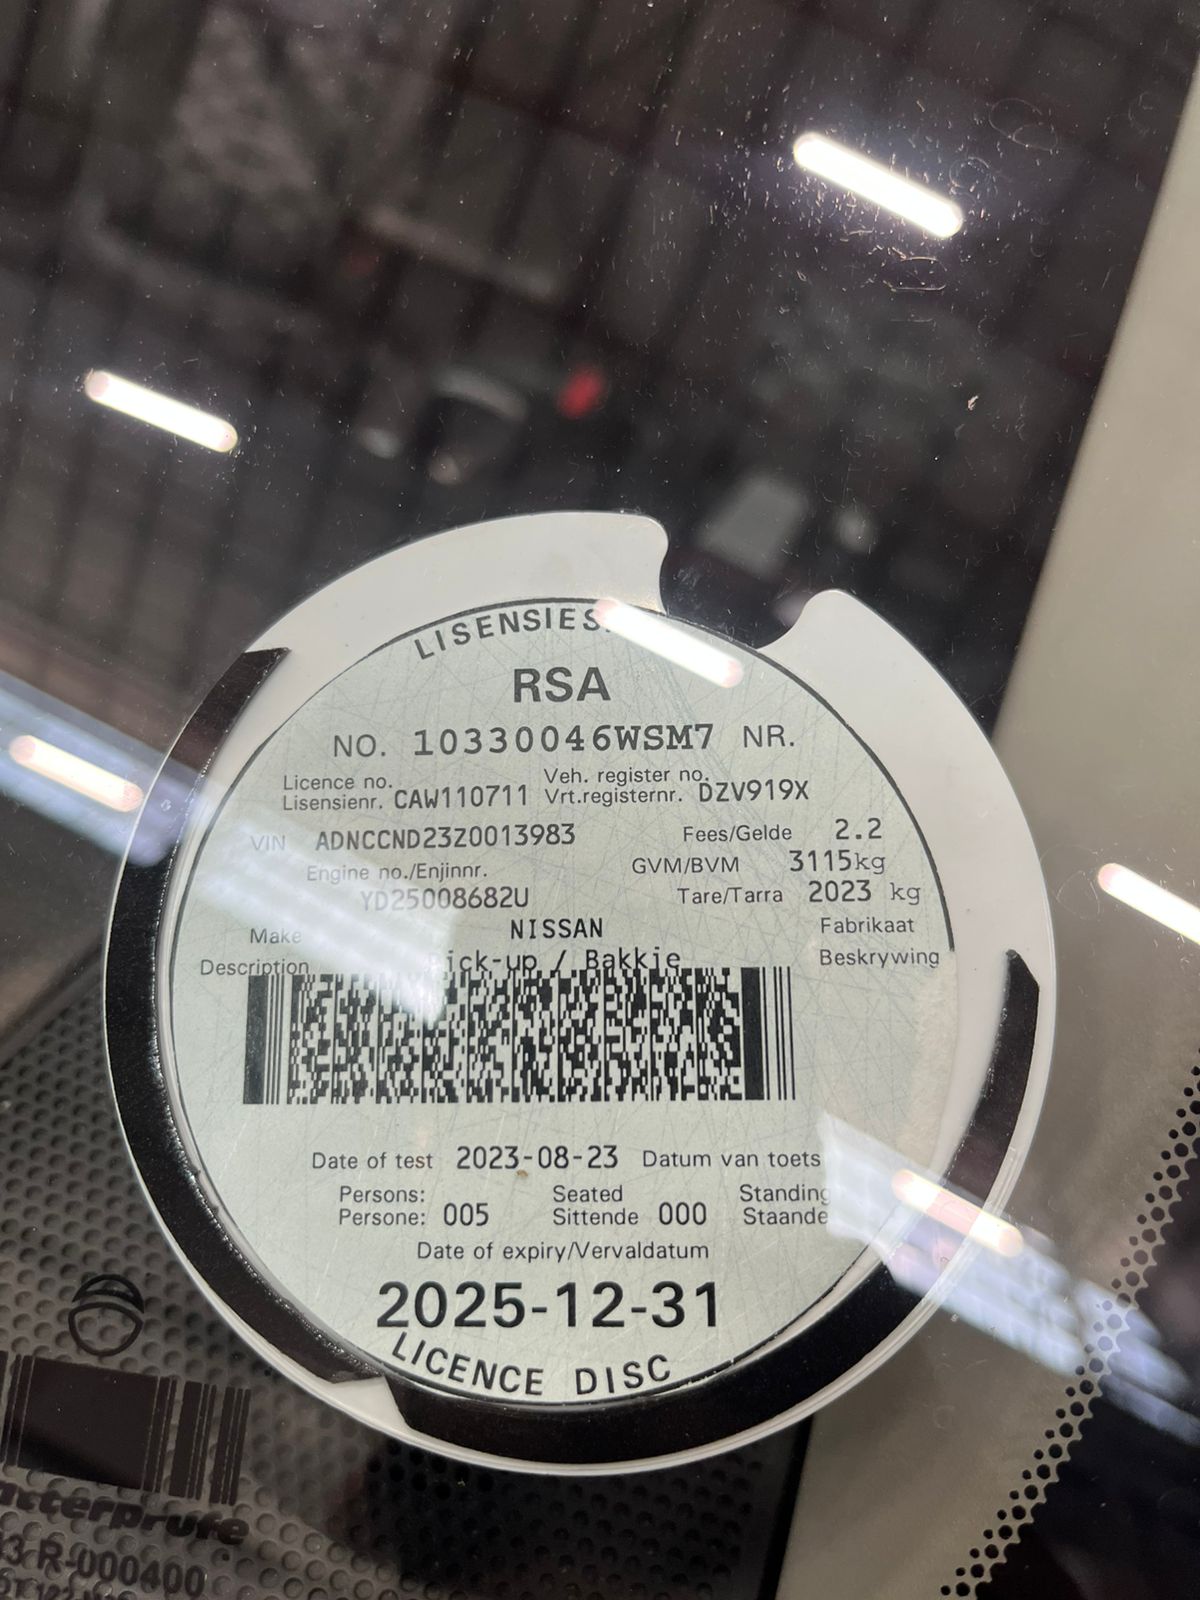 LISENSIES
RSA
NO. 10330046WSM7 NR.
Licence no. Veh. register no.
Lisensienr. CAW110711 Vrt.registernr. DZV919X
VIN ADNCCND23Z0013983 Fees/Gelde 2.2
Engine no./Enjinnr. GVM/BVM 3115kg
YD25008682U Tare/Tarra 2023 kg
Make NISSAN Fabrikaat
Description ick-up / Bakkie Beskrywing
Date of test 2023-08-23 Datum van toets
Persons: Seated Standing
Persone: 005 Sittende 000 Staande
Date of expiry/Vervaldatum
2025-12-31
LICENCE DISC
R-000400